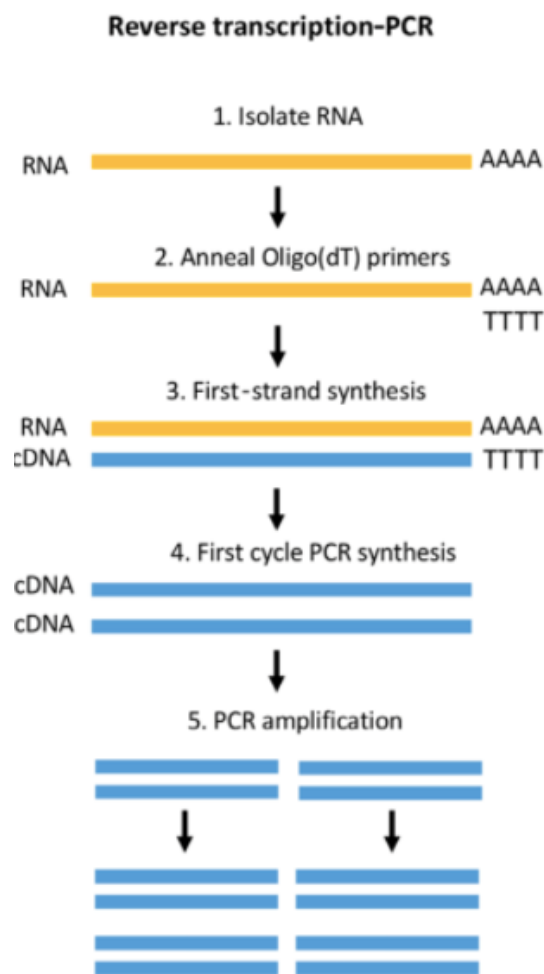 Reverse transcription-PCR
1. Isolate RNA
RNA AAAA
2. Anneal Oligo(dT) primers
RNA AAAA
TTTT
3. First-strand synthesis
RNA AAAA
cDNA TTTT
4. First cycle PCR synthesis
cDNA
cDNA
5. PCR amplification